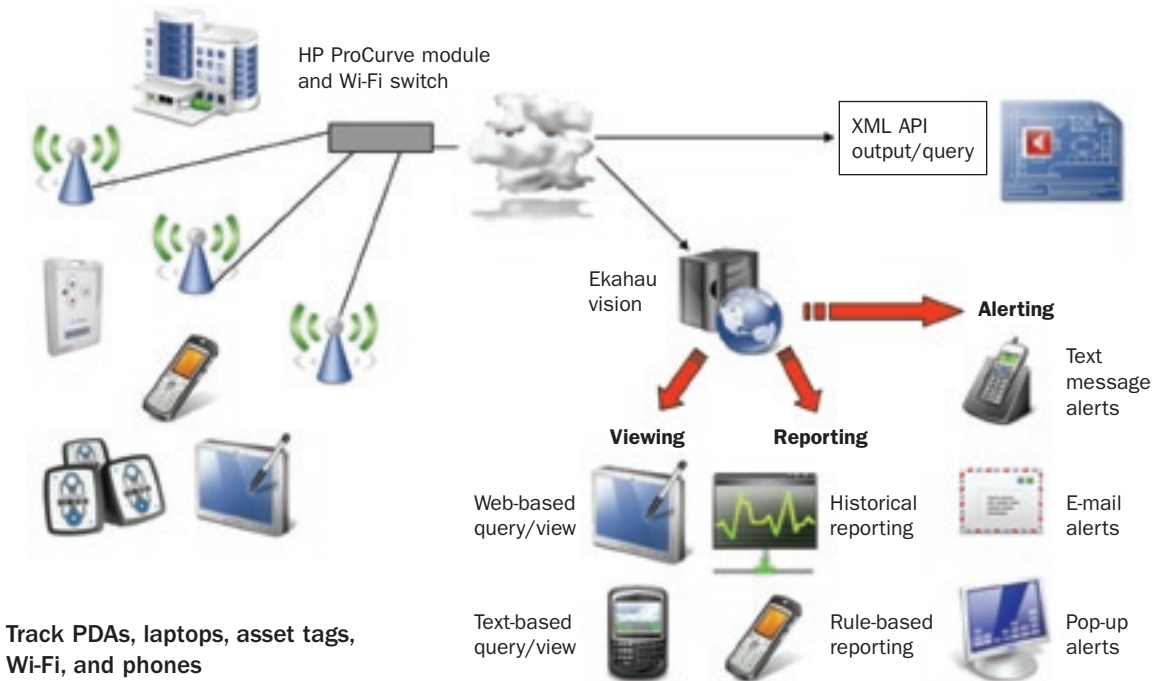 HP ProCurve module
and Wi-Fi switch
XML API
output/query
Ekahau
vision
Alerting
Text
message
alerts
Viewing
Reporting
Web-based
query/view
Historical
reporting
E-mail
alerts
Text-based
query/view
Rule-based
reporting
Pop-up
alerts
Track PDAs, laptops, asset tags,
Wi-Fi, and phones